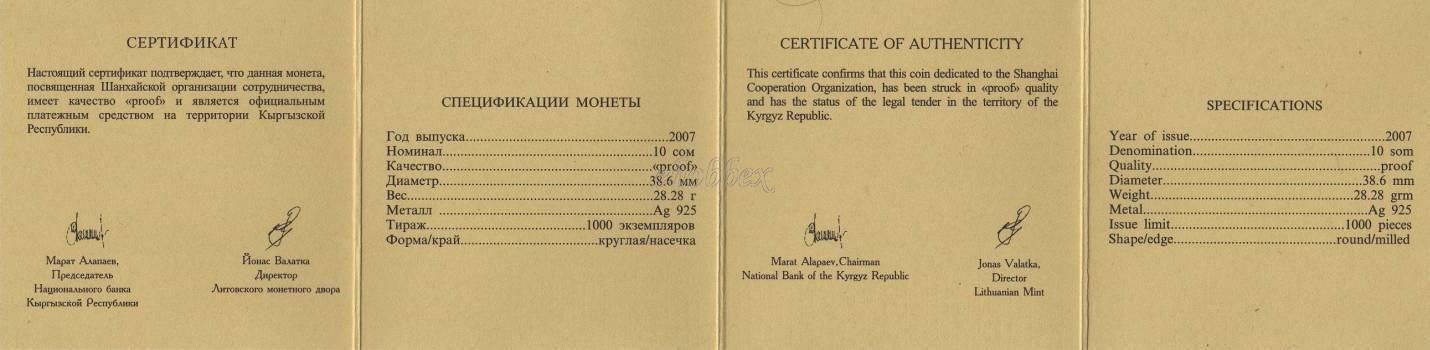 СЕРТИФИКАТ
Настоящий сертификат подтверждает, что данная монета,
посвященная Шанхайской организации сотрудничества,
имеет качество «proof» и является официальным
платежным средством на территории Кыргызской
Республики.
Марат Алапаев,
Председатель
Национального банка
Кыргызской Республики
Йонас Валатка
Директор
Литовского монетного двора
СПЕЦИФИКАЦИИ МОНЕТЫ
Год выпуска...2007
Номинал...10 сом
Качество...«proof»
Диаметр...38.6 мм
Вес...28.28 г
Металл ...Ag 925
Тираж...1000 экземпляров
Форма/край...круглая/насечка
CERTIFICATE OF AUTHENTICITY
This certificate confirms that this coin dedicated to the Shanghai
Cooperation Organization, has been struck in «proof» quality
and has the status of the legal tender in the territory of the
Kyrgyz Republic.
Marat Alapaev,Chairman
National Bank of the Kyrgyz Republic
Jonas Valatka,
Director
Lithuanian Mint
SPECIFICATIONS
Year of issue...2007
Denomination...10 som
Quality...proof
Diameter...38.6 mm
Weight...28.28 grm
Metal...Ag 925
Issue limit...1000 pieces
Shape/edge...round/milled